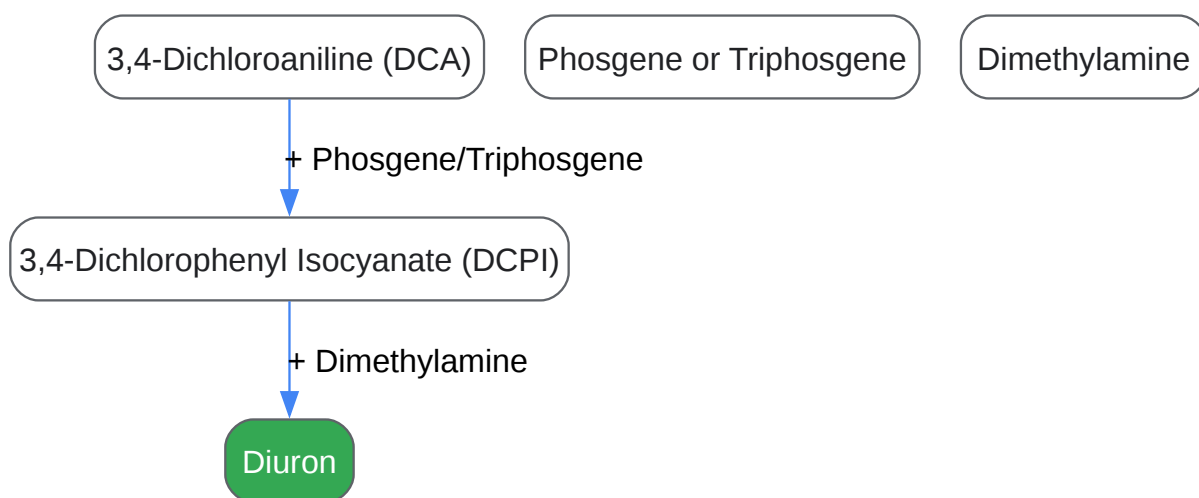 3,4-Dichloroaniline (DCA)
Phosgene or Triphosgene
Dimethylamine
+ Phosgene/Triphosgene
3,4-Dichlorophenyl Isocyanate (DCPI)
+ Dimethylamine
Diuron